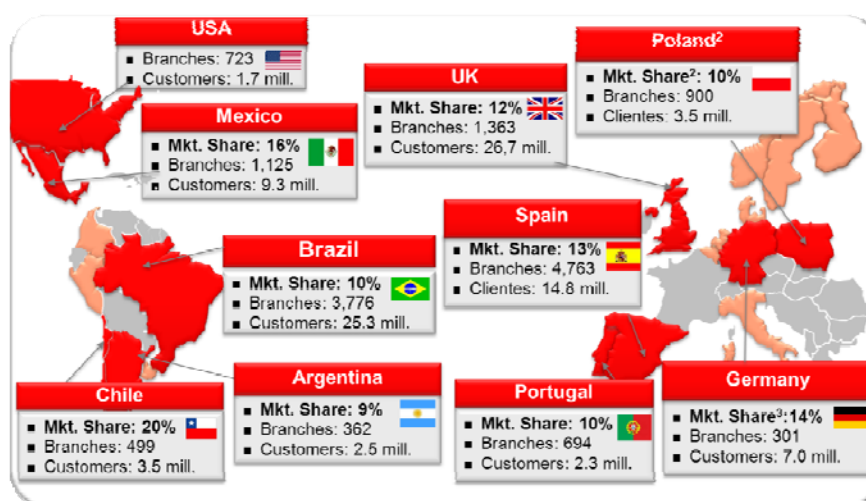 USA
Branches: 723
Customers: 1.7 mill.
Mexico
Mkt. Share: 16%
Branches: 1,125
Customers: 9.3 mill.
UK
Mkt. Share: 12%
Branches: 1,363
Customers: 26,7 mill.
Poland²
Mkt. Share²: 10%
Branches: 900
Clientes: 3.5 mill.
Brazil
Mkt. Share: 10%
Branches: 3,776
Customers: 25.3 mill.
Spain
Mkt. Share: 13%
Branches: 4,763
Clientes: 14.8 mill.
Chile
Mkt. Share: 20%
Branches: 499
Customers: 3.5 mill.
Argentina
Mkt. Share: 9%
Branches: 362
Customers: 2.5 mill.
Portugal
Mkt. Share: 10%
Branches: 694
Customers: 2.3 mill.
Germany
Mkt. Share³:14%
Branches: 301
Customers: 7.0 mill.